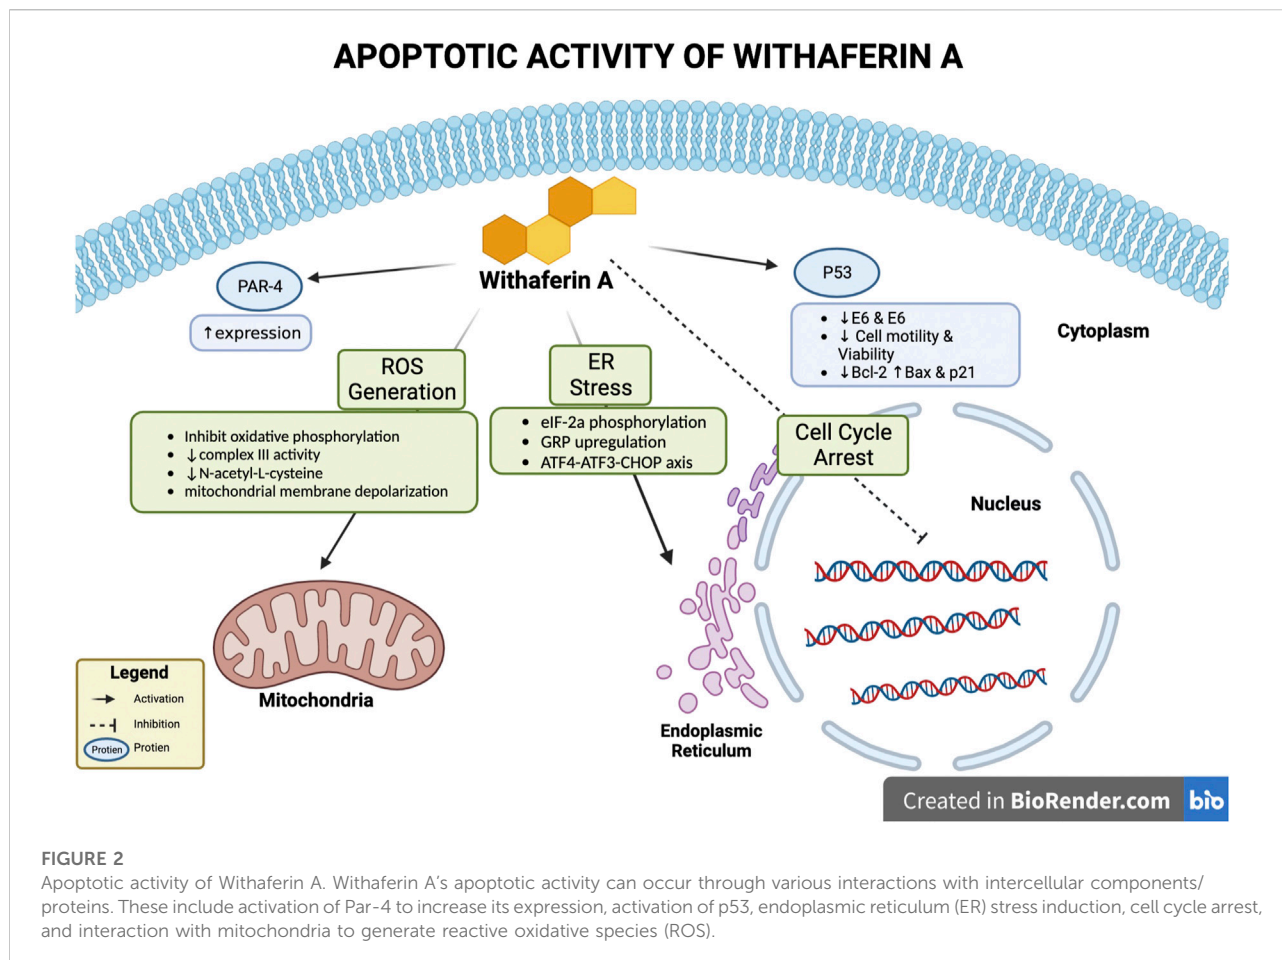 APOPTOTIC ACTIVITY OF WITHAFERIN A
Withaferin A
PAR-4
↑expression
P53
• ↓E6 & E6
• ↓ Cell motility &
Viability
• ↓Bcl-2 ↑Bax & p21
Cytoplasm
ROS
Generation
• Inhibit oxidative phosphorylation
• ↓complex III activity
• ↓N-acetyl-L-cysteine
• mitochondrial membrane depolarization
ER
Stress
• eIF-2a phosphorylation
• GRP upregulation
• ATF4-ATF3-CHOP axis
Cell Cycle
Arrest
Nucleus
Mitochondria
Endoplasmic
Reticulum
Legend
Activation
Inhibition
Protien Protien
Created in BioRender.com bio
FIGURE 2
Apoptotic activity of Withaferin A. Withaferin A's apoptotic activity can occur through various interactions with intercellular components/
proteins. These include activation of Par-4 to increase its expression, activation of p53, endoplasmic reticulum (ER) stress induction, cell cycle arrest,
and interaction with mitochondria to generate reactive oxidative species (ROS).